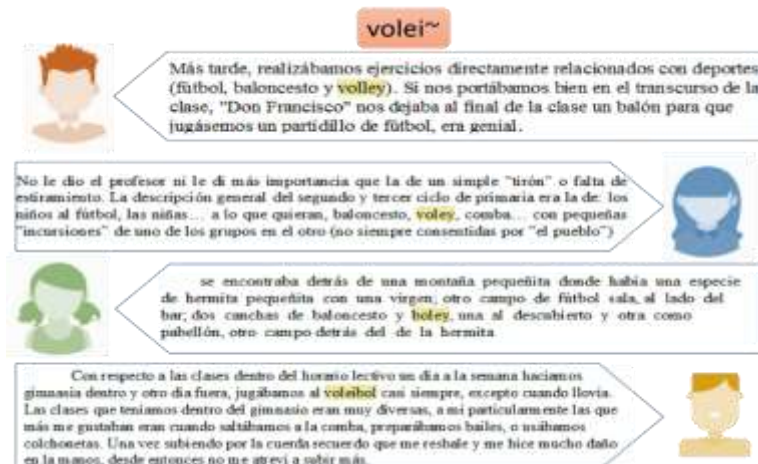 volei~
Más tarde, realizábamos ejercicios directamente relacionados con deportes
(fútbol, baloncesto y volley). Si nos portábamos bien en el transcurso de la
clase, "Don Francisco" nos dejaba al final de la clase un balón para que
jugásemos un partidillo de fútbol, era genial.
No le dio el profesor ni le di más importancia que la de un simple "tirón" o falta de
estiramiento. La descripción general del segundo y tercer ciclo de primaria era la de: los
niños al fútbol, las niñas... a lo que quieran, baloncesto, voley, comba... con pequeñas
"incursiones" de uno de los grupos en el otro (no siempre consentidas por "el pueblo")
se encontraba detrás de una montaña pequeñita donde había una especie
de hermita pequeñita con una virgen; otro campo de fútbol sala, al lado del
bar; dos canchas de baloncesto y boley, una al descubierto y otra como
pabellón, otro campo detrás del de la hermita
Con respecto a las clases dentro del horario lectivo un día a la semana hacíamos
gimnasia dentro y otro día fuera, jugábamos al voleibol casi siempre, excepto cuando llovía.
Las clases que teníamos dentro del gimnasio eran muy diversas, a mi particularmente las que
más me gustaban eran cuando saltábamos a la comba, preparábamos bailes, o usábamos
colchonetas. Una vez subiendo por la cuerda recuerdo que me resbale y me hice mucho daño
en la manos, desde entonces no me atreví a subir más.